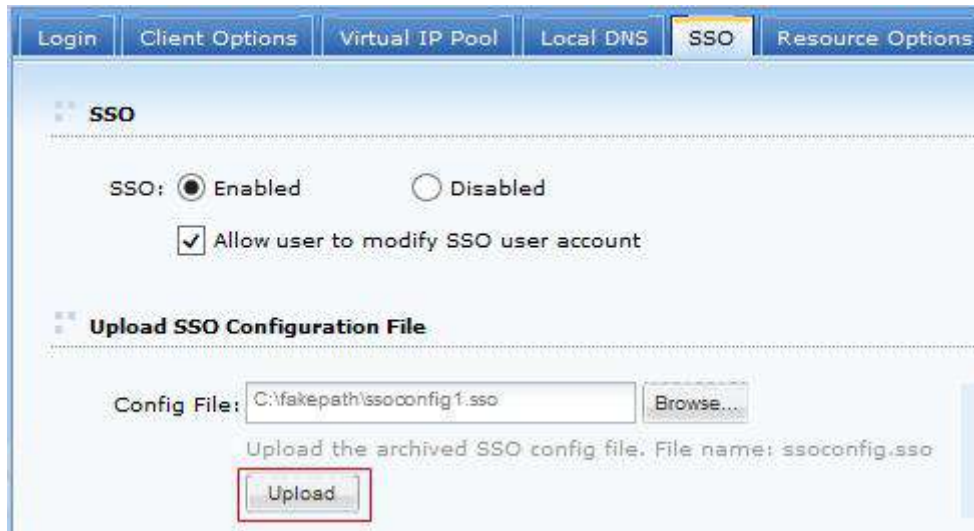 Login Client Options Virtual IP Pool Local DNS SSO Resource Options
SSO
SSO: Enabled Disabled
Allow user to modify SSO user account
Upload SSO Configuration File
Config File: C:\fakepath\ssoconfig1.sso Browse...
Upload the archived SSO config file. File name: ssoconfig.sso
Upload